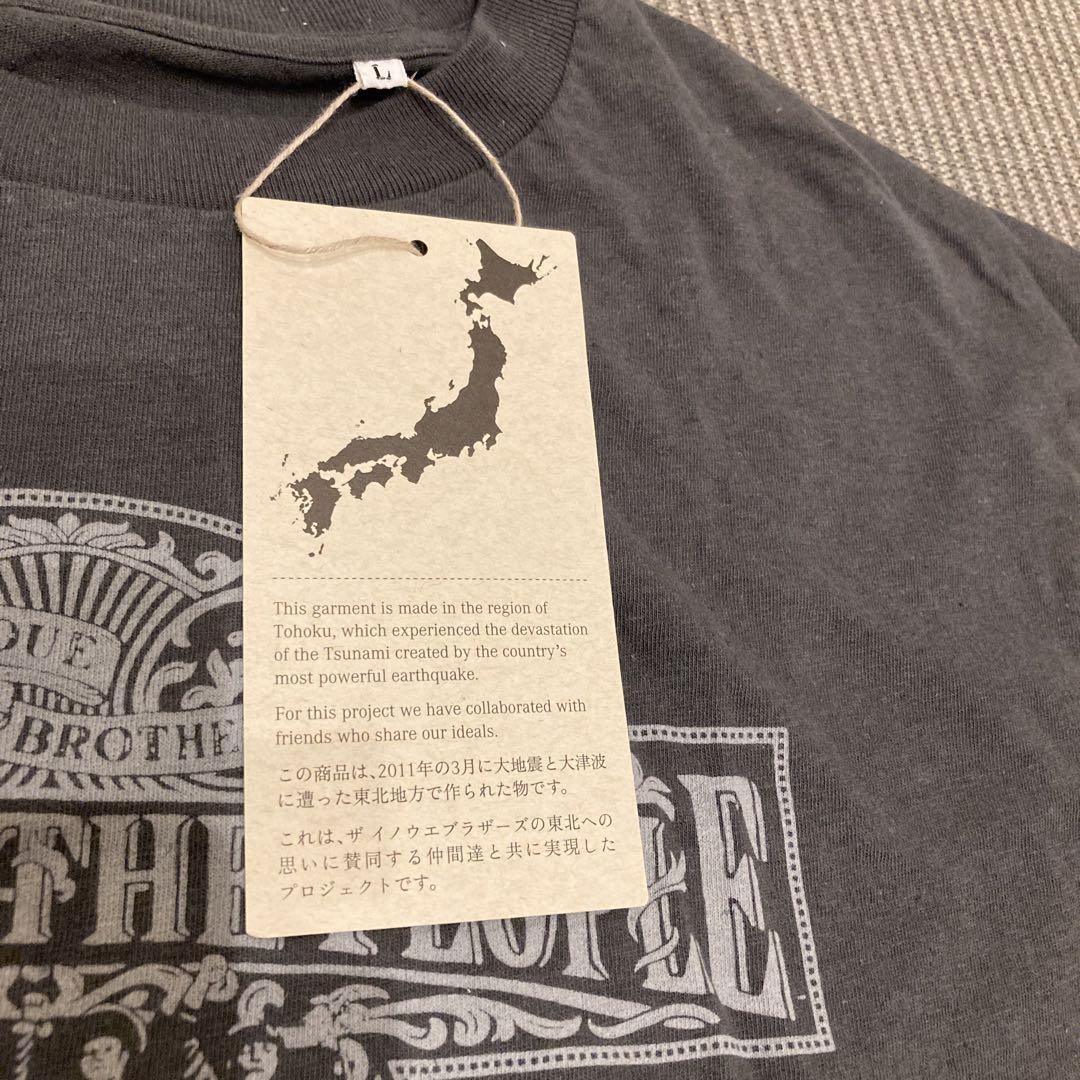 L
This garment is made in the region of
Tohoku, which experienced the devastation
of the Tsunami created by the country's
most powerful earthquake.
For this project we have collaborated with
friends who share our ideals.
この商品は、2011年の3月に大地震と大津波
に遭った東北地方で作られた物です。
これは、ザ イノウエブラザーズの東北への
思いに賛同する仲間達と共に実現した
プロジェクトです。
OUE
BROTHE
THE PEOPLE